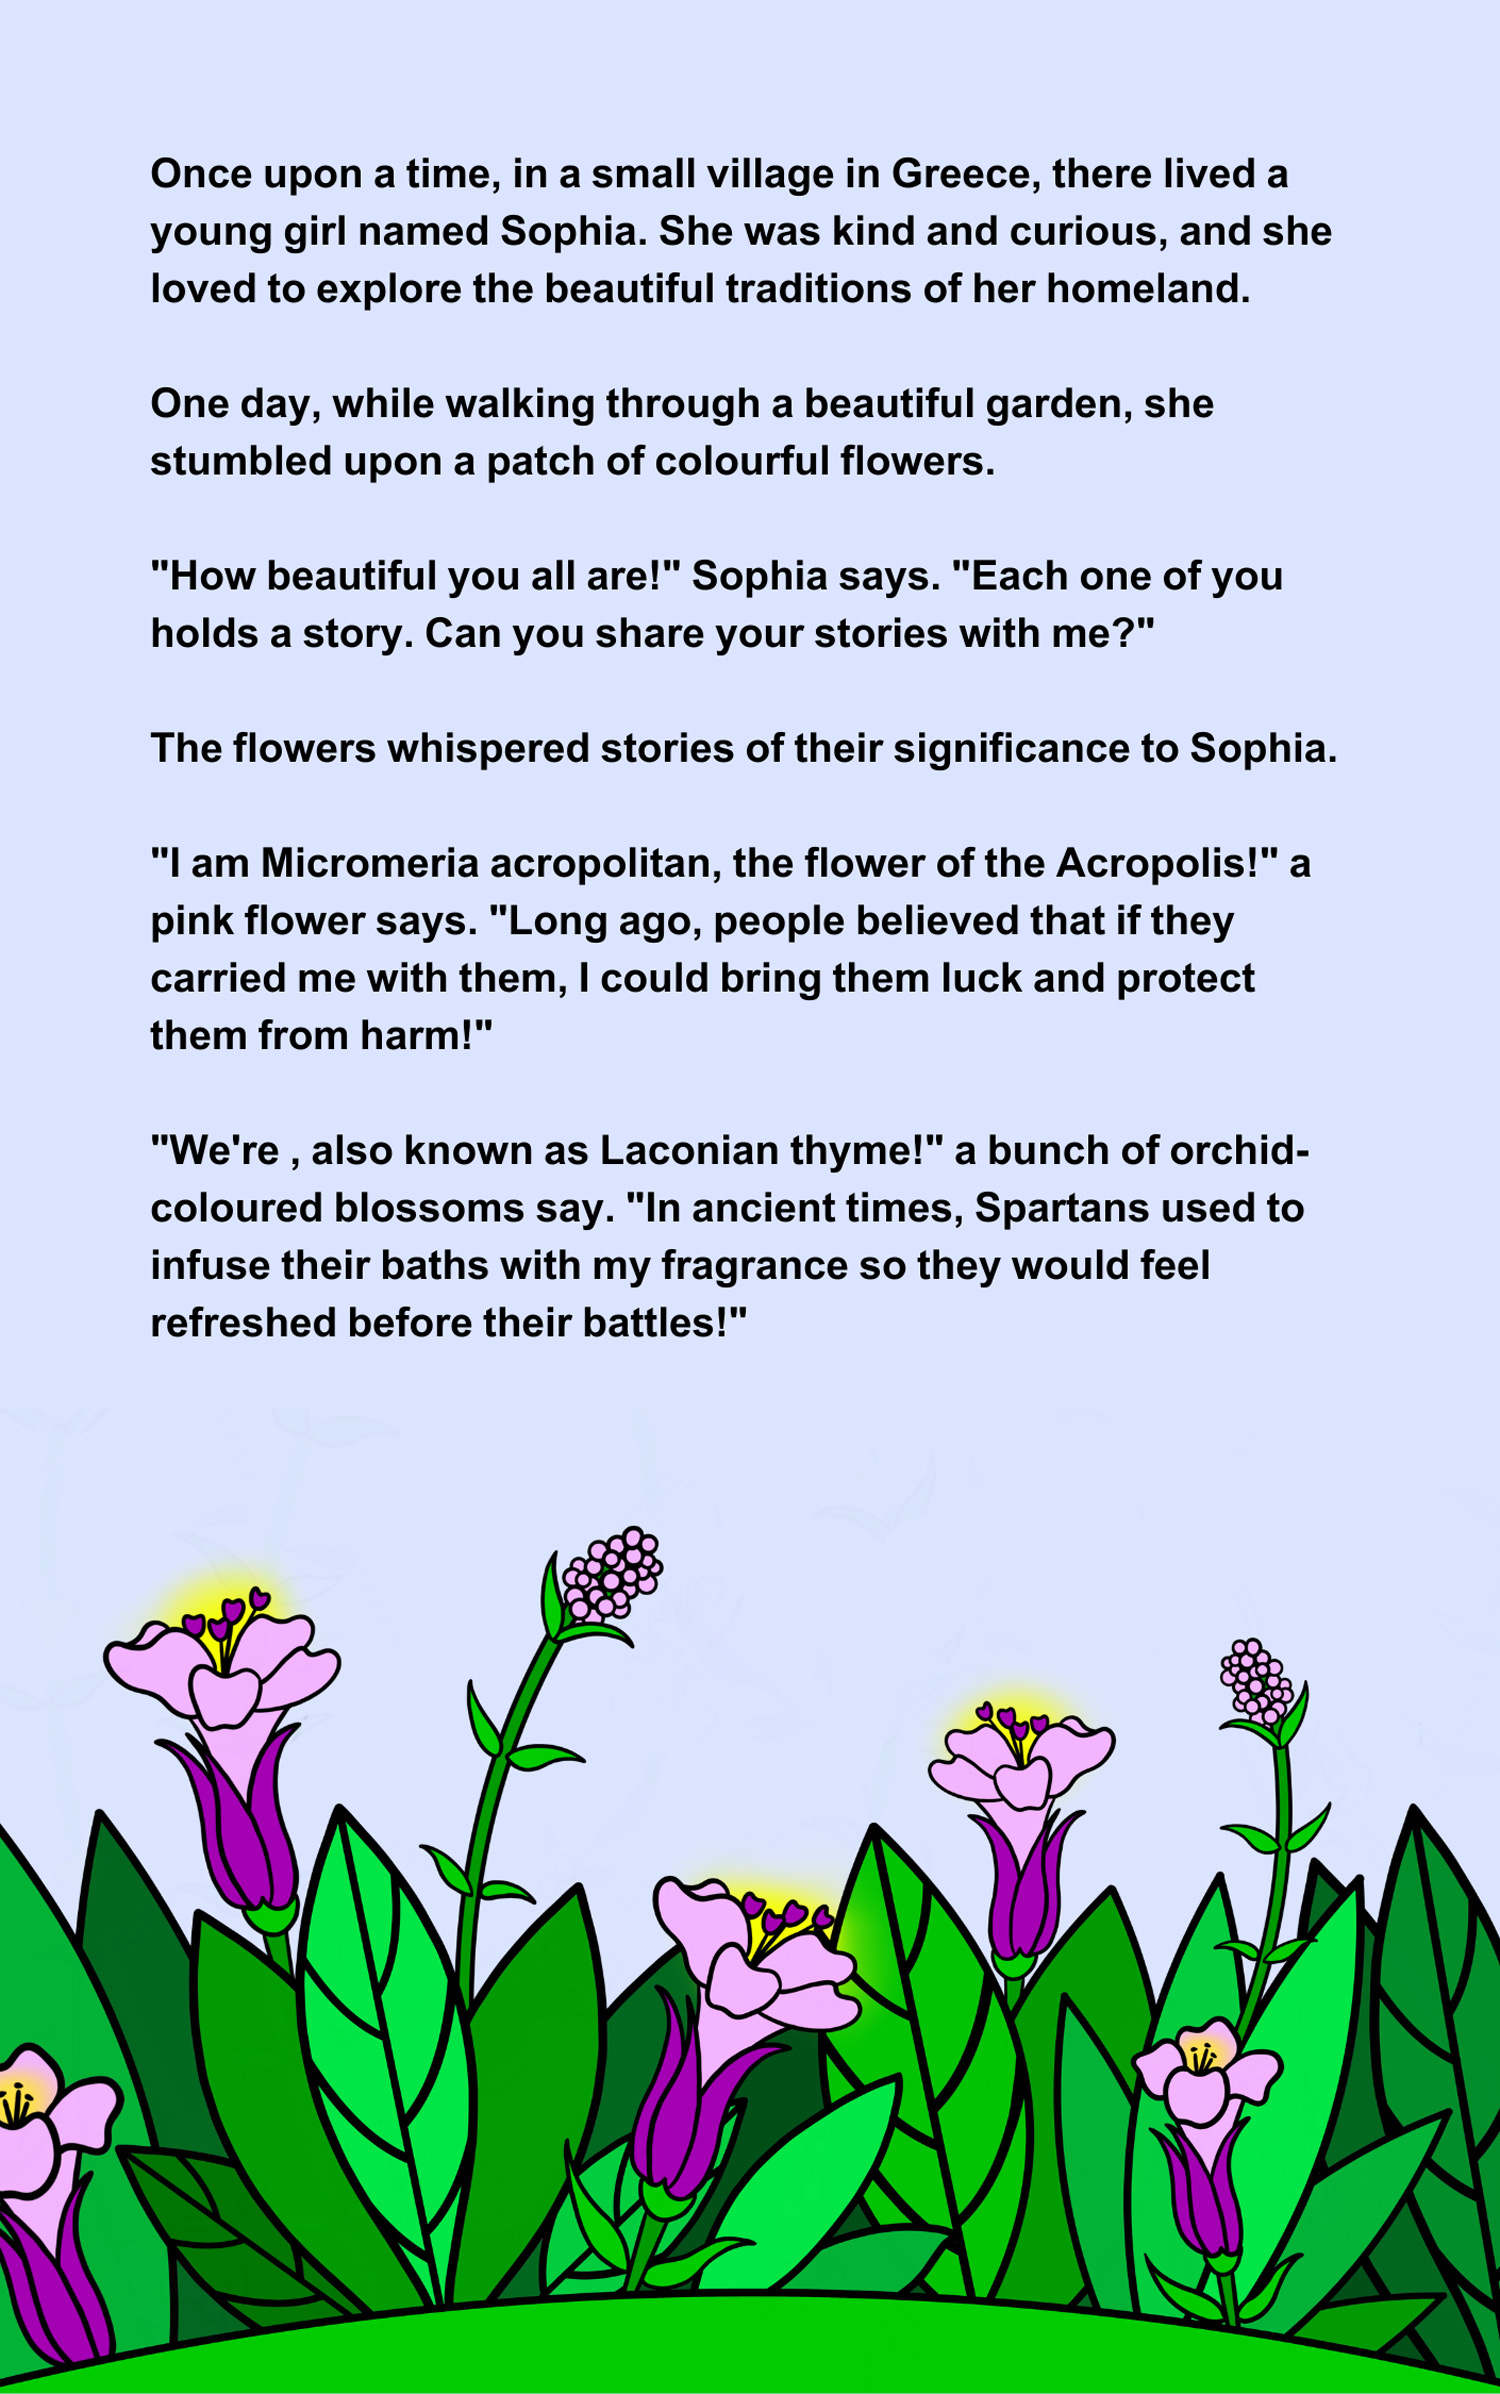 Once upon a time, in a small village in Greece, there lived a
young girl named Sophia. She was kind and curious, and she
loved to explore the beautiful traditions of her homeland.
One day, while walking through a beautiful garden, she
stumbled upon a patch of colourful flowers.
"How beautiful you all are!" Sophia says. "Each one of you
holds a story. Can you share your stories with me?"
The flowers whispered stories of their significance to Sophia.
"I am Micromeria acropolitan, the flower of the Acropolis!" a
pink flower says. "Long ago, people believed that if they
carried me with them, I could bring them luck and protect
them from harm!"
"We're , also known as Laconian thyme!" a bunch of orchid-
coloured blossoms say. "In ancient times, Spartans used to
infuse their baths with my fragrance so they would feel
refreshed before their battles!"